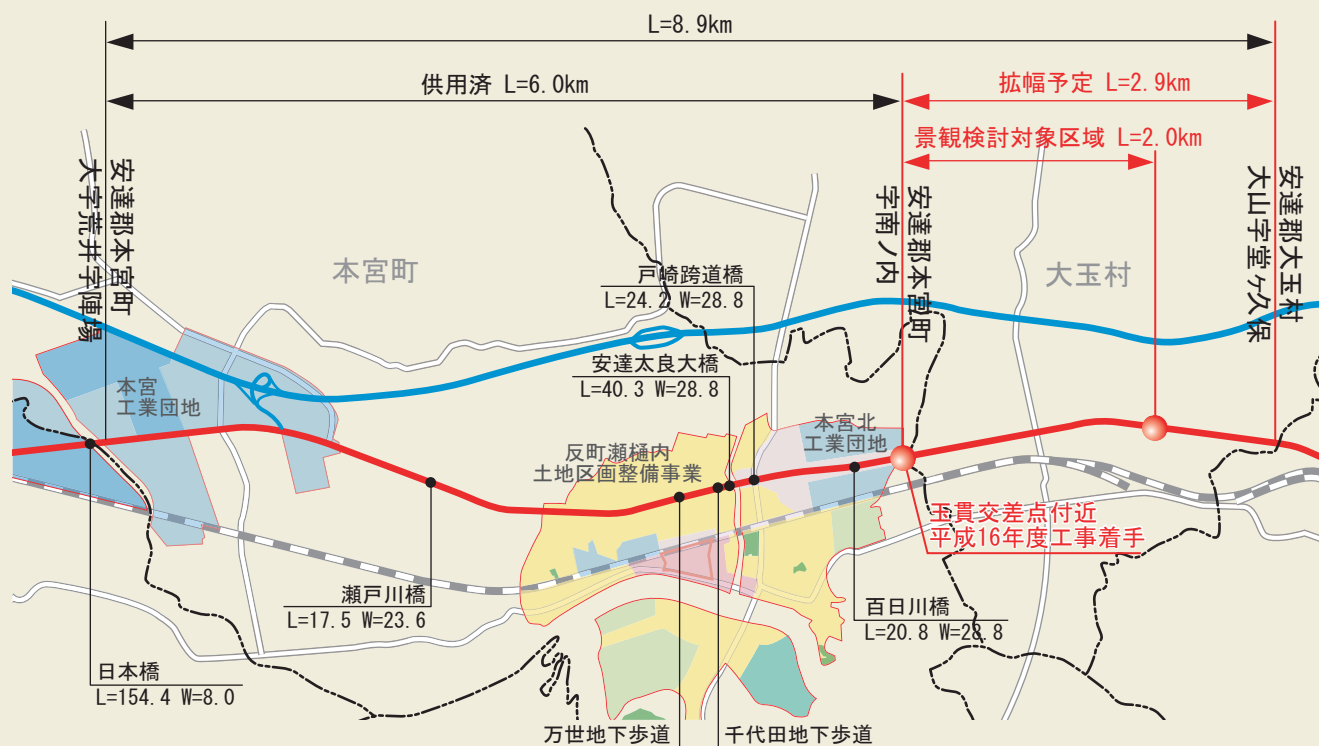 L=8.9km
供用済 L=6.0km
拡幅予定 L=2.9km
景観検討対象区域 L=2.0km
安達郡本宮町
大字荒井字陣場
安達郡本宮町
字南ノ内
安達郡大玉村
大山字堂ヶ久保
本宮町
大玉村
戸崎跨道橋
L=24.2 W=28.8
安達太良大橋
L=40.3 W=28.8
本宮
工業団地
本宮北
工業団地
反町瀬樋内
土地区画整備事業
玉貫交差点付近
平成16年度工事着手
瀬戸川橋
L=17.5 W=23.6
百日川橋
L=20.8 W=28.8
日本橋
L=154.4 W=8.0
万世地下歩道
千代田地下歩道